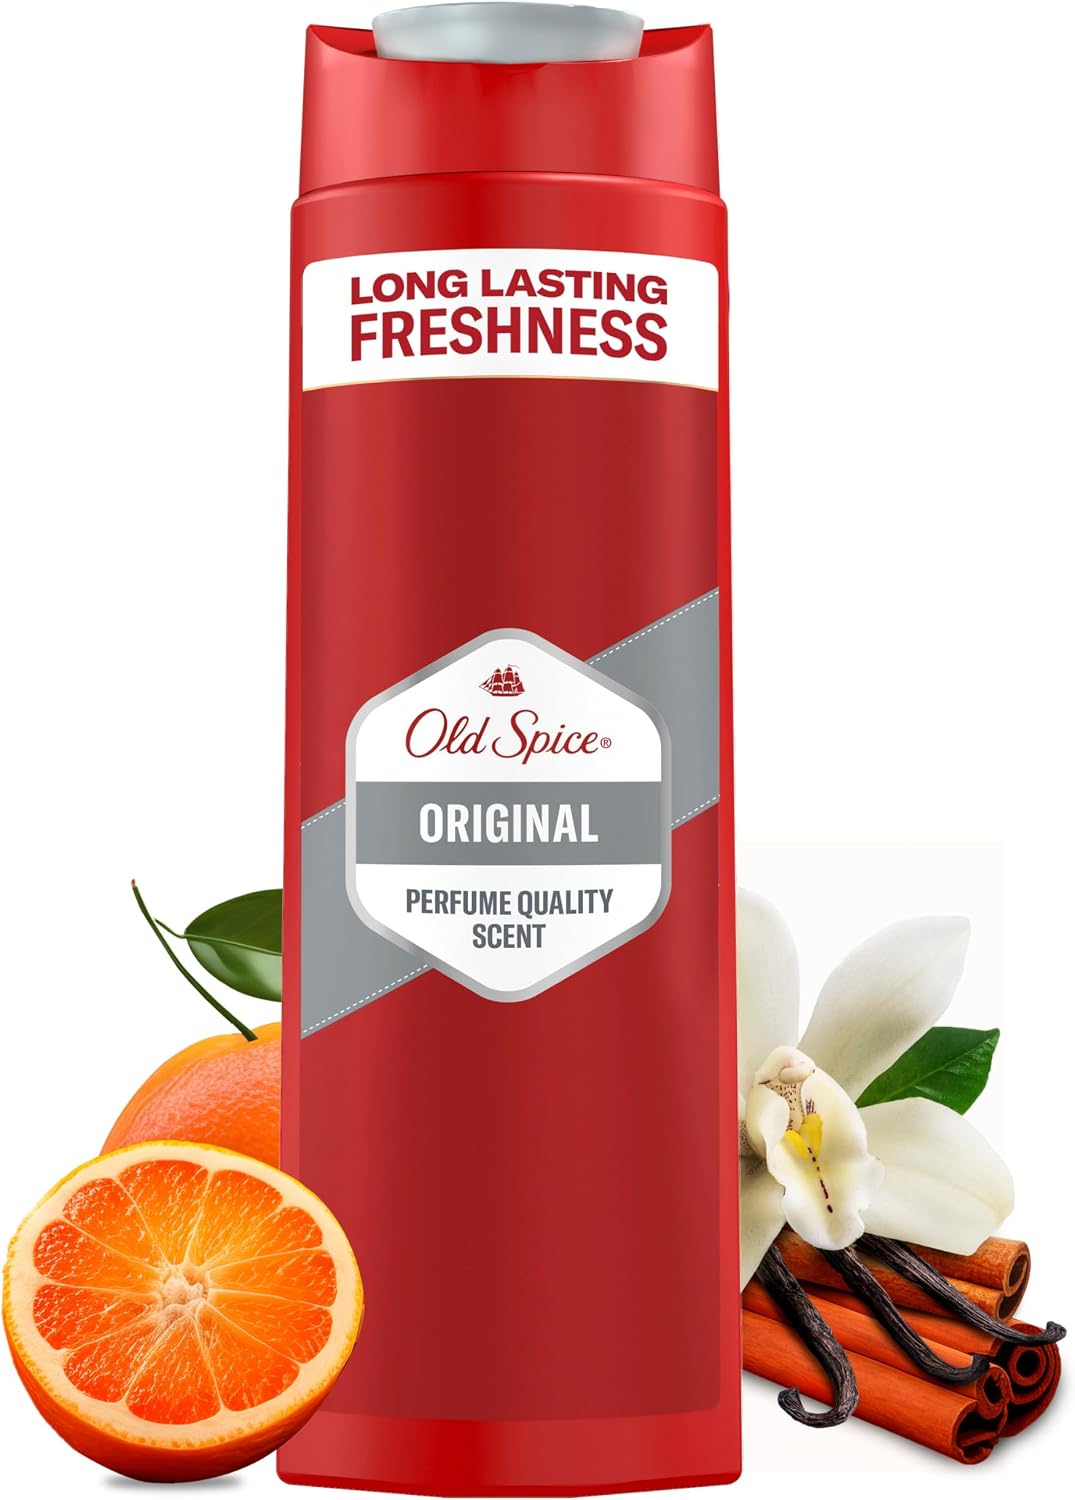 LONG LASTING
FRESHNESS
Old Spice®
ORIGINAL
PERFUME QUALITY
SCENT